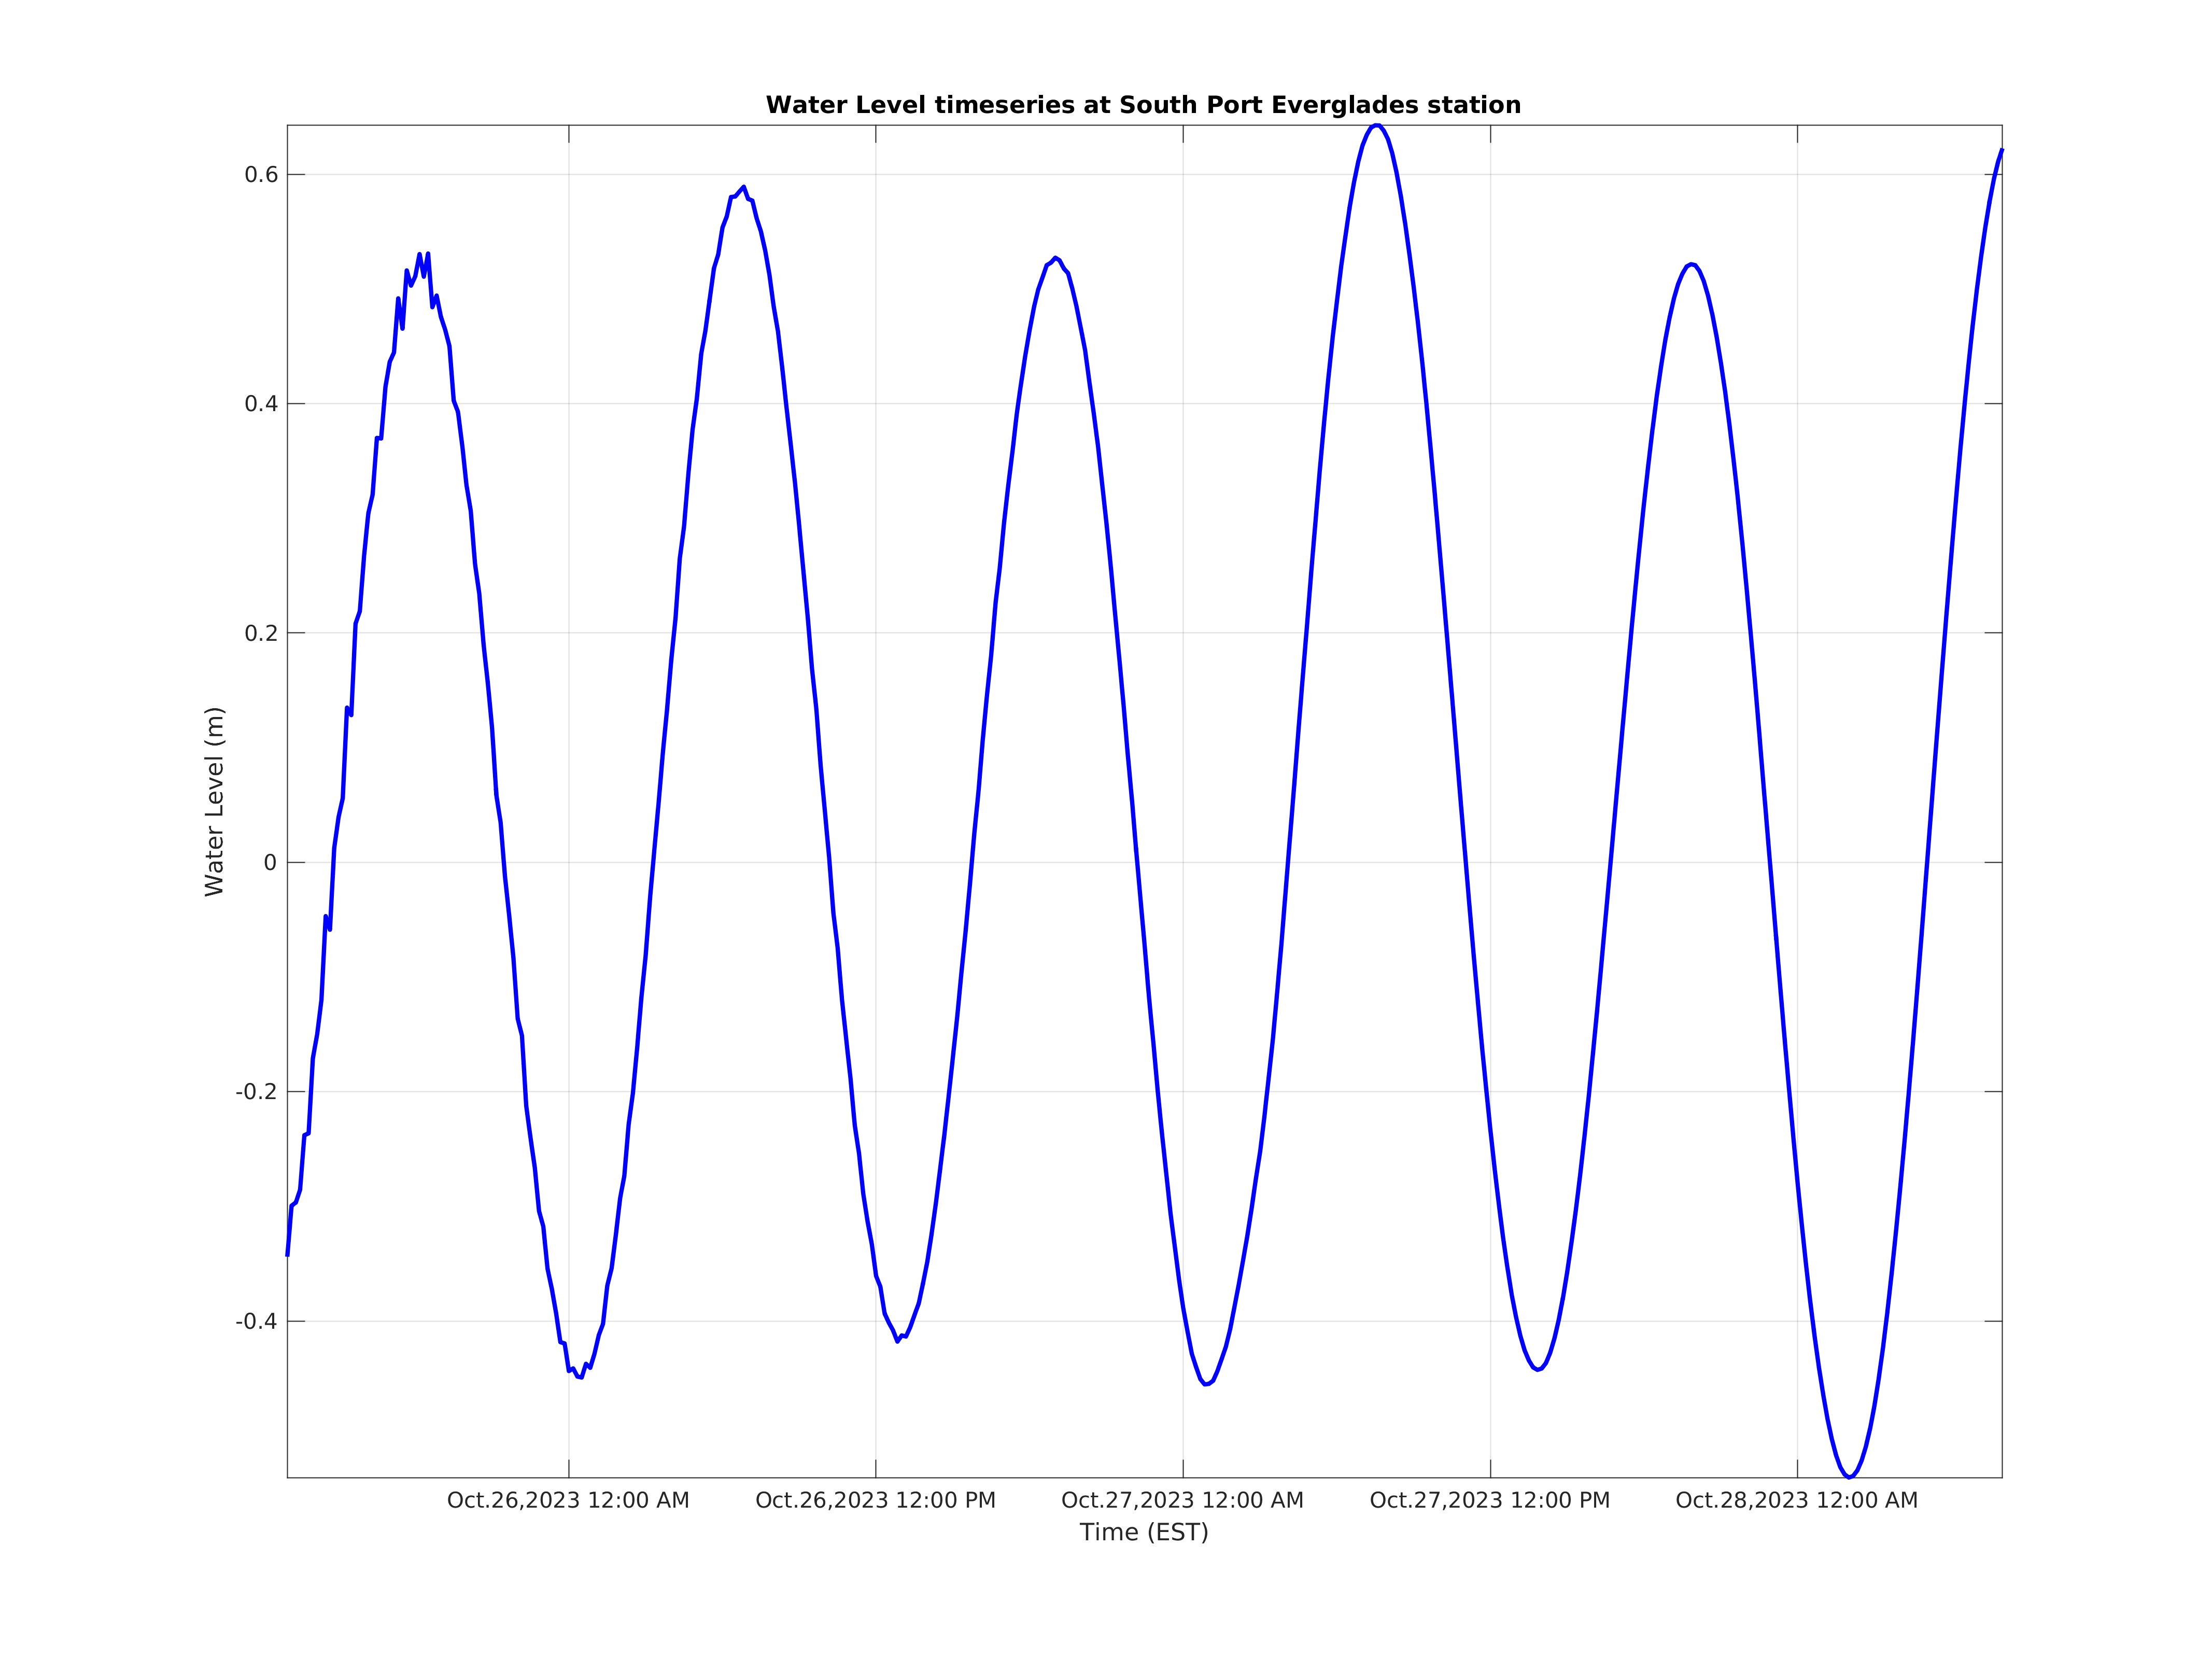 Water Level timeseries at South Port Everglades station
0.6
0.4
0.2
0
-0.2
-0.4
Water Level (m)
Oct.26,2023 12:00 AM
Oct.26,2023 12:00 PM
Oct.27,2023 12:00 AM
Oct.27,2023 12:00 PM
Oct.28,2023 12:00 AM
Time (EST)